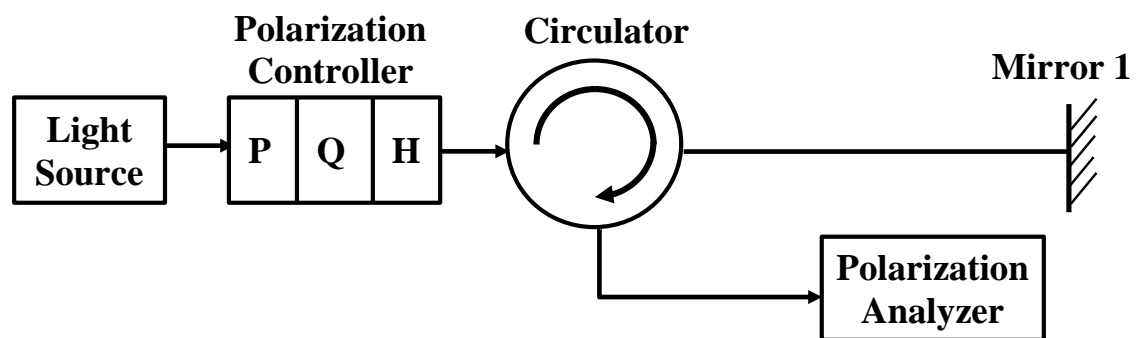 Polarization
Controller
Circulator
Mirror 1
Light
Source
P
Q
H
Polarization
Analyzer